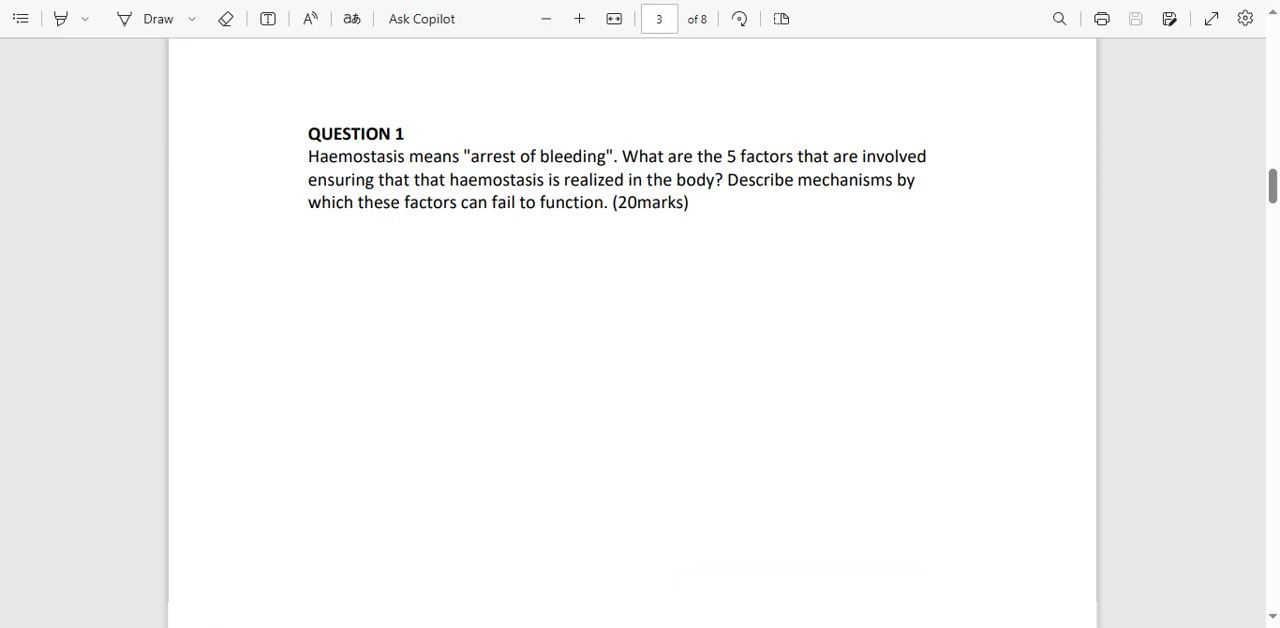 Draw Ask Copilot 3 of 8
QUESTION 1
Haemostasis means "arrest of bleeding". What are the 5 factors that are involved
ensuring that that haemostasis is realized in the body? Describe mechanisms by
which these factors can fail to function. (20marks)